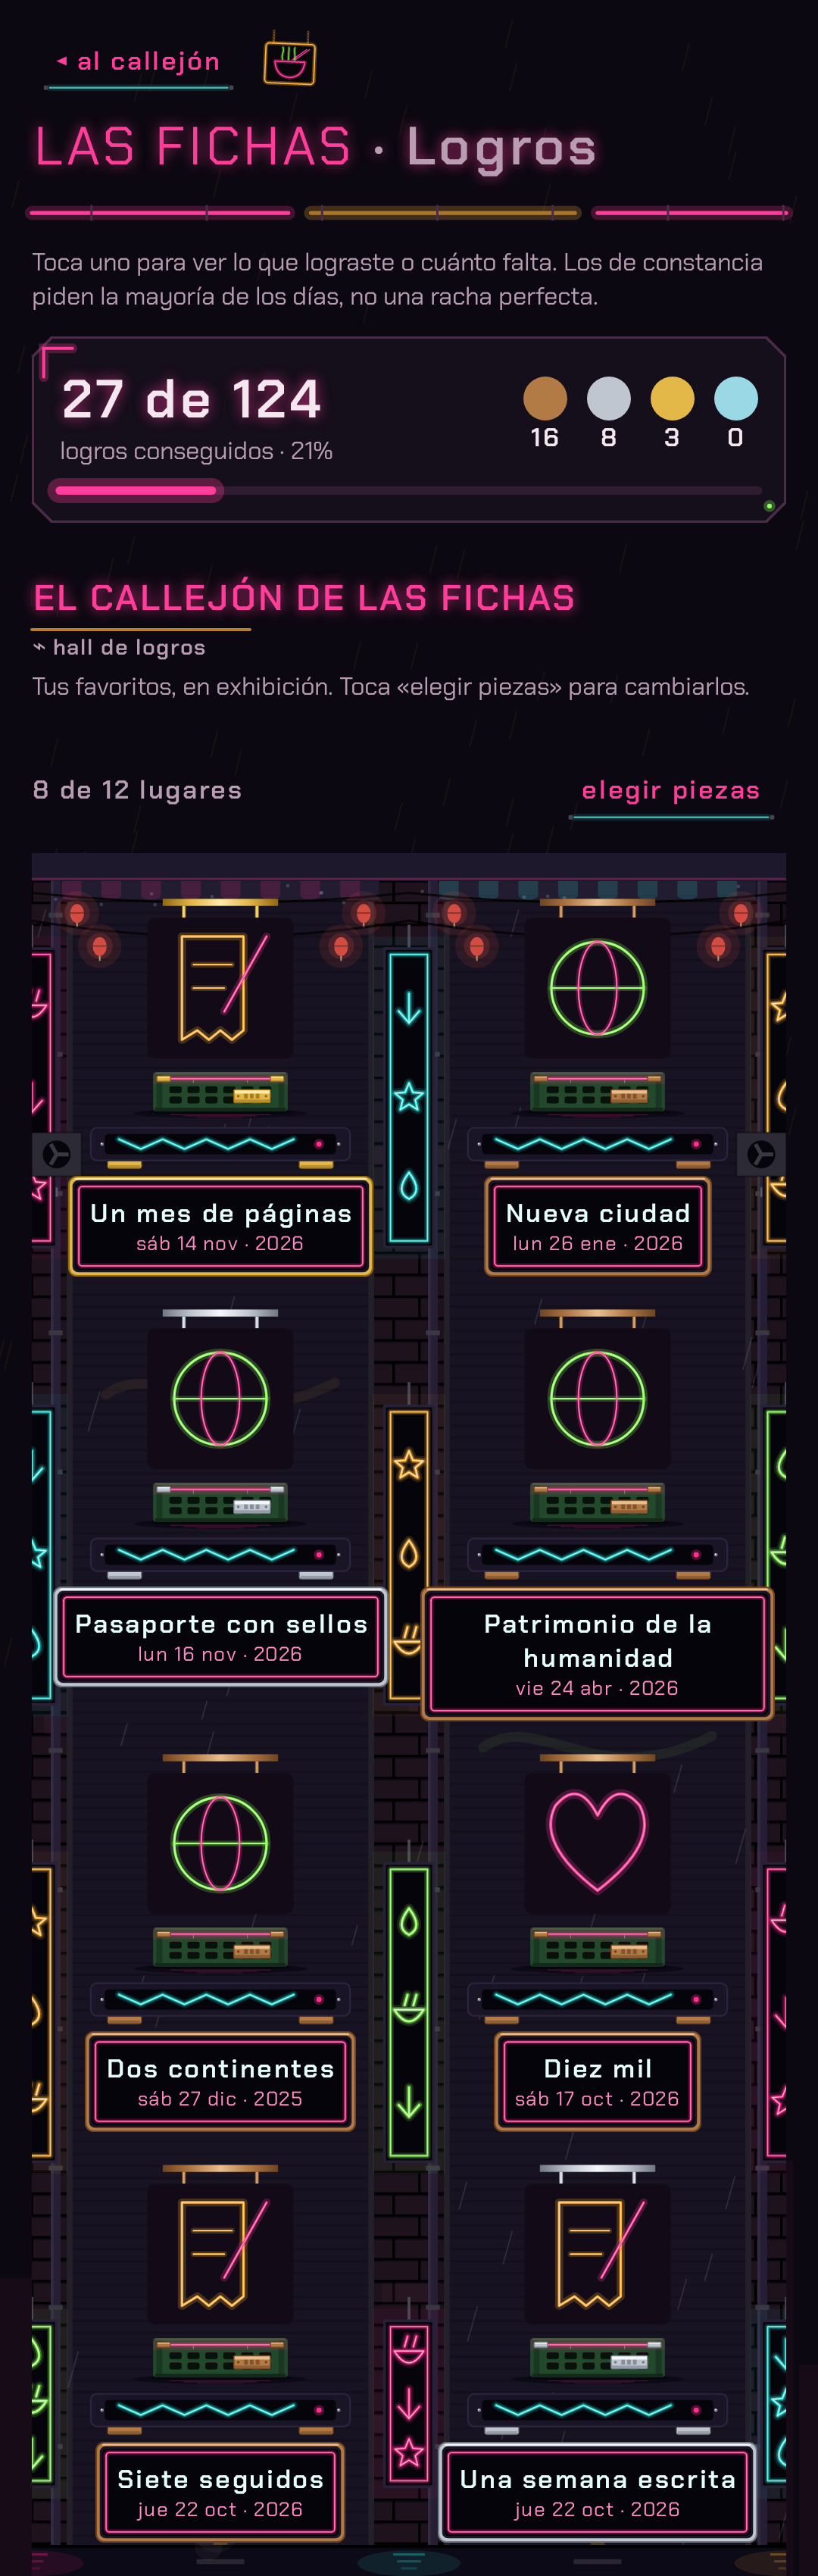 ◂ al callejón
LAS FICHAS · Logros
Toca uno para ver lo que lograste o cuánto falta. Los de constancia
piden la mayoría de los días, no una racha perfecta.
27 de 124
logros conseguidos · 21%
16 8 3 0
EL CALLEJÓN DE LAS FICHAS
hall de logros
Tus favoritos, en exhibición. Toca «elegir piezas» para cambiarlos.
8 de 12 lugares
elegir piezas
Un mes de páginas
sáb 14 nov · 2026
Nueva ciudad
lun 26 ene · 2026
Pasaporte con sellos
lun 16 nov · 2026
Patrimonio de la
humanidad
vie 24 abr · 2026
Dos continentes
sáb 27 dic · 2025
Diez mil
sáb 17 oct · 2026
Siete seguidos
jue 22 oct · 2026
Una semana escrita
jue 22 oct · 2026